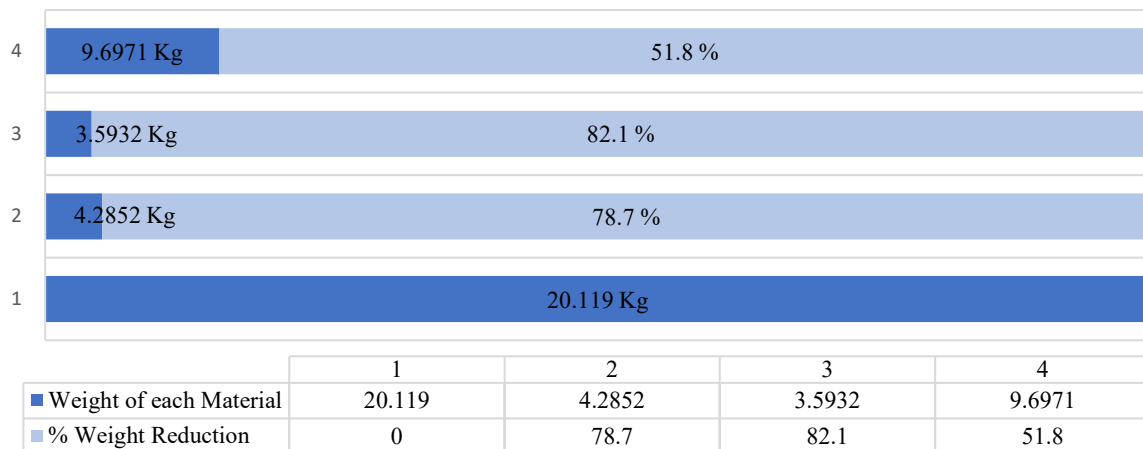 4 9.6971 Kg 51.8 %
3 3.5932 Kg 82.1 %
2 4.2852 Kg 78.7 %
1 20.119 Kg
1 2 3 4
Weight of each Material 20.119 4.2852 3.5932 9.6971
% Weight Reduction 0 78.7 82.1 51.8